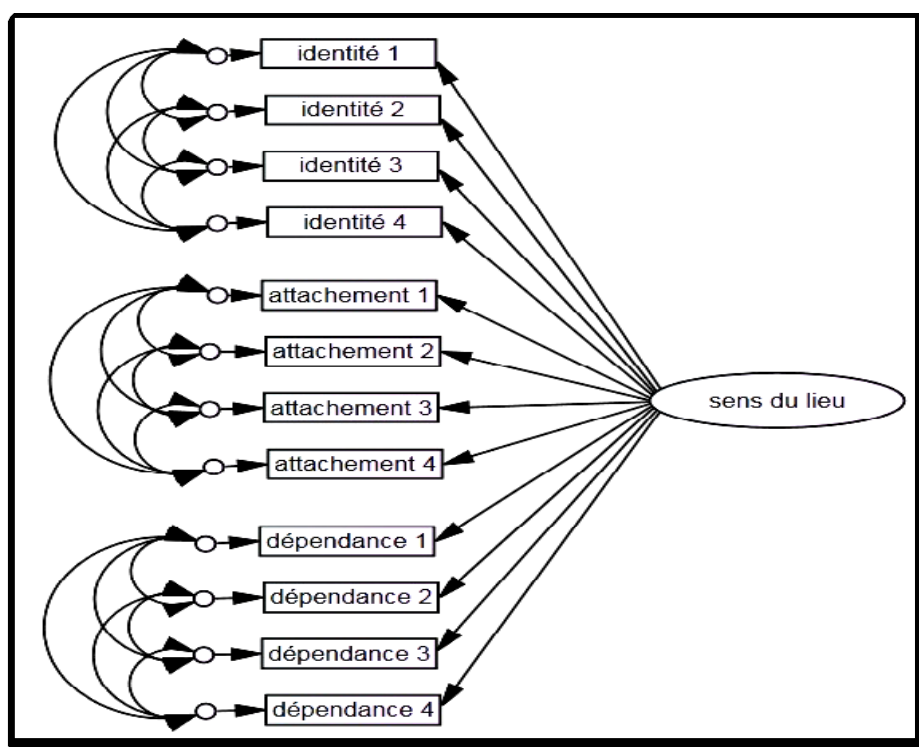 identité 1
identité 2
identité 3
identité 4
attachement 1
attachement 2
attachement 3
attachement 4
dépendance 1
dépendance 2
dépendance 3
dépendance 4
sens du lieu